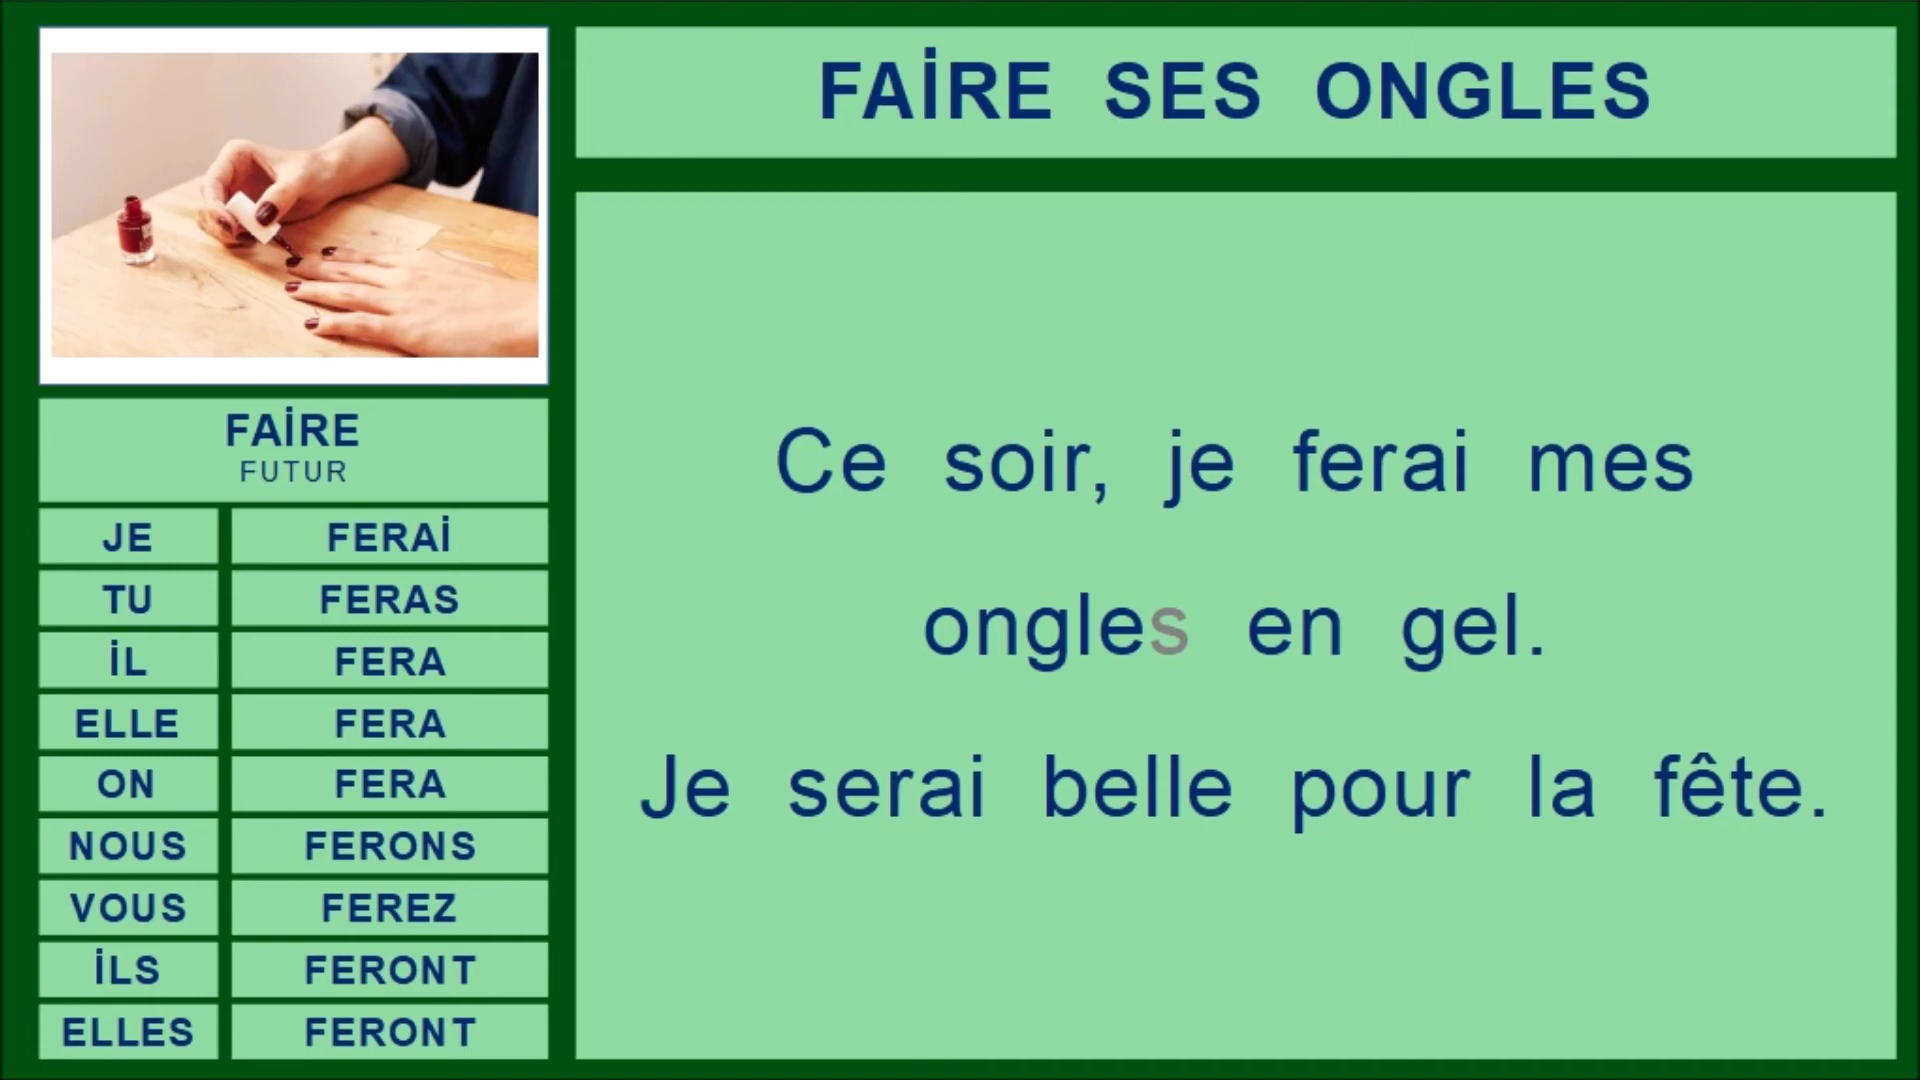 FAİRE SES ONGLES
FAİRE
FUTUR
JE FERAİ
TU FERAS
İL FERA
ELLE FERA
ON FERA
NOUS FERONS
VOUS FEREZ
İLS FERONT
ELLES FERONT
Ce soir, je ferai mes
ongles en gel.
Je serai belle pour la fête.